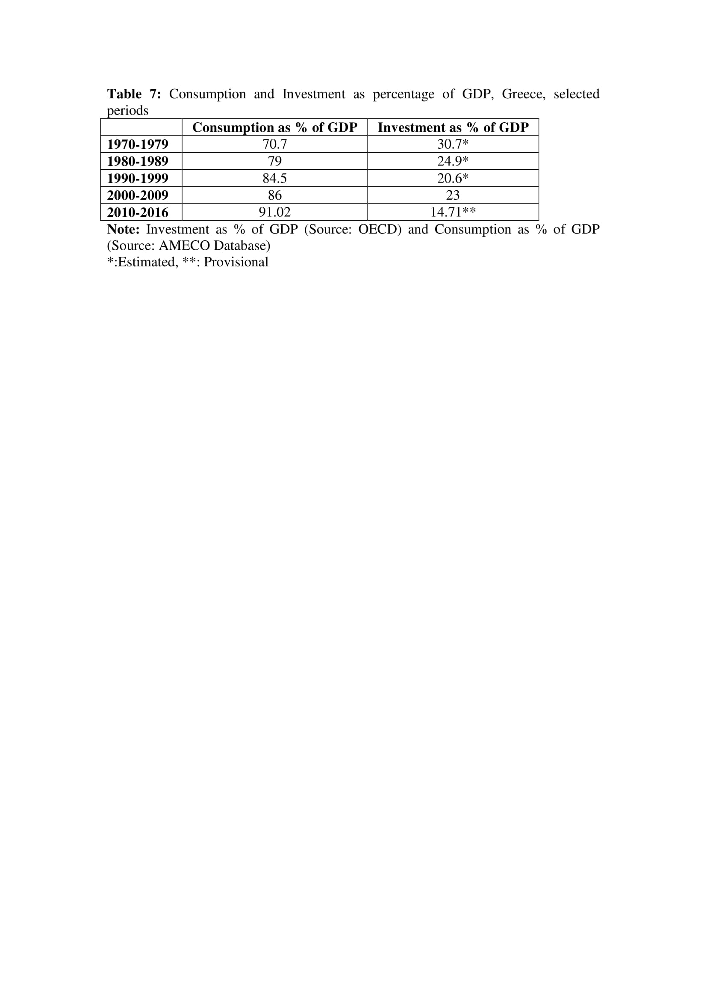 Table 7: Consumption and Investment as percentage of GDP, Greece, selected
periods
Consumption as % of GDP Investment as % of GDP
1970-1979 70.7 30.7*
1980-1989 79 24.9*
1990-1999 84.5 20.6*
2000-2009 86 23
2010-2016 91.02 14.71**
Note: Investment as % of GDP (Source: OECD) and Consumption as % of GDP
(Source: AMECO Database)
*:Estimated, **: Provisional